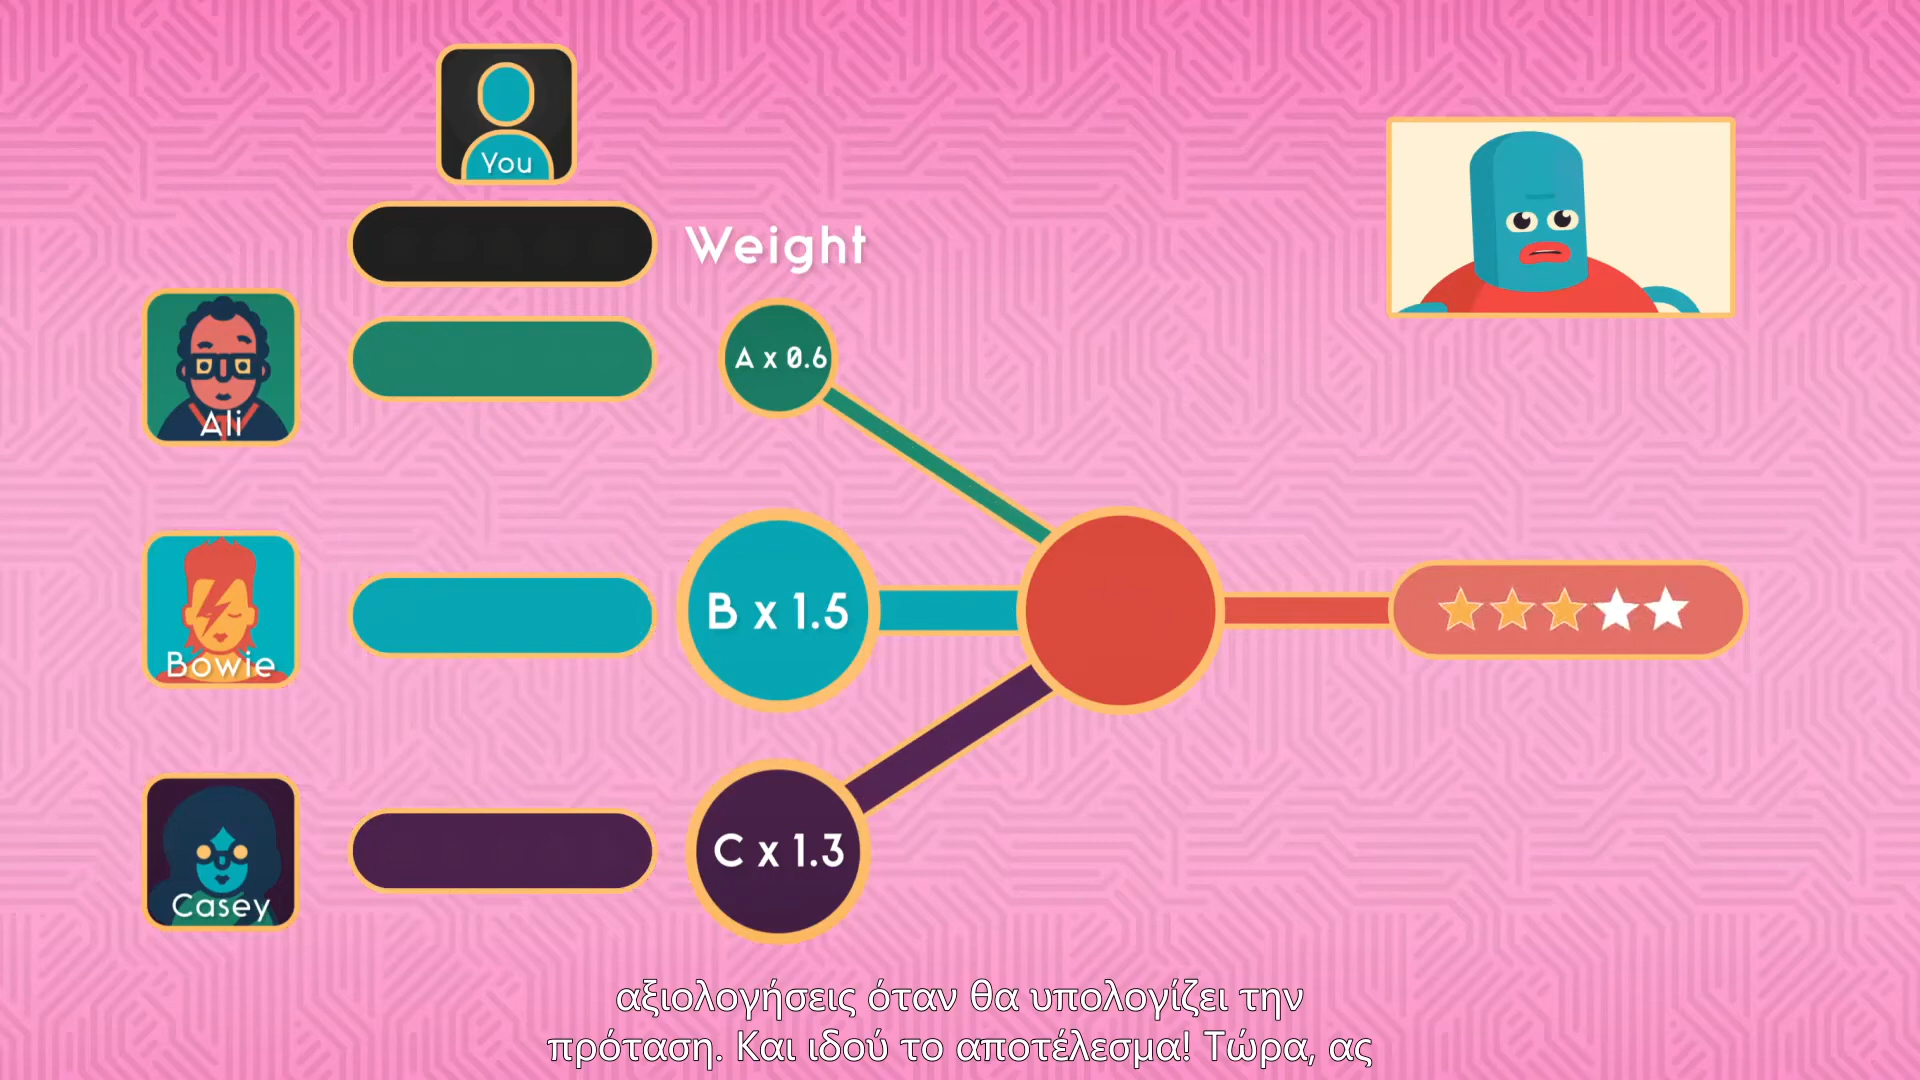 You
Weight
Ali
A x 0.6
Bowie
B x 1.5
Casey
C x 1.3
αξιολογήσεις όταν θα υπολογίζει την
πρόταση. Και ιδού το αποτέλεσμα! Τώρα, ας